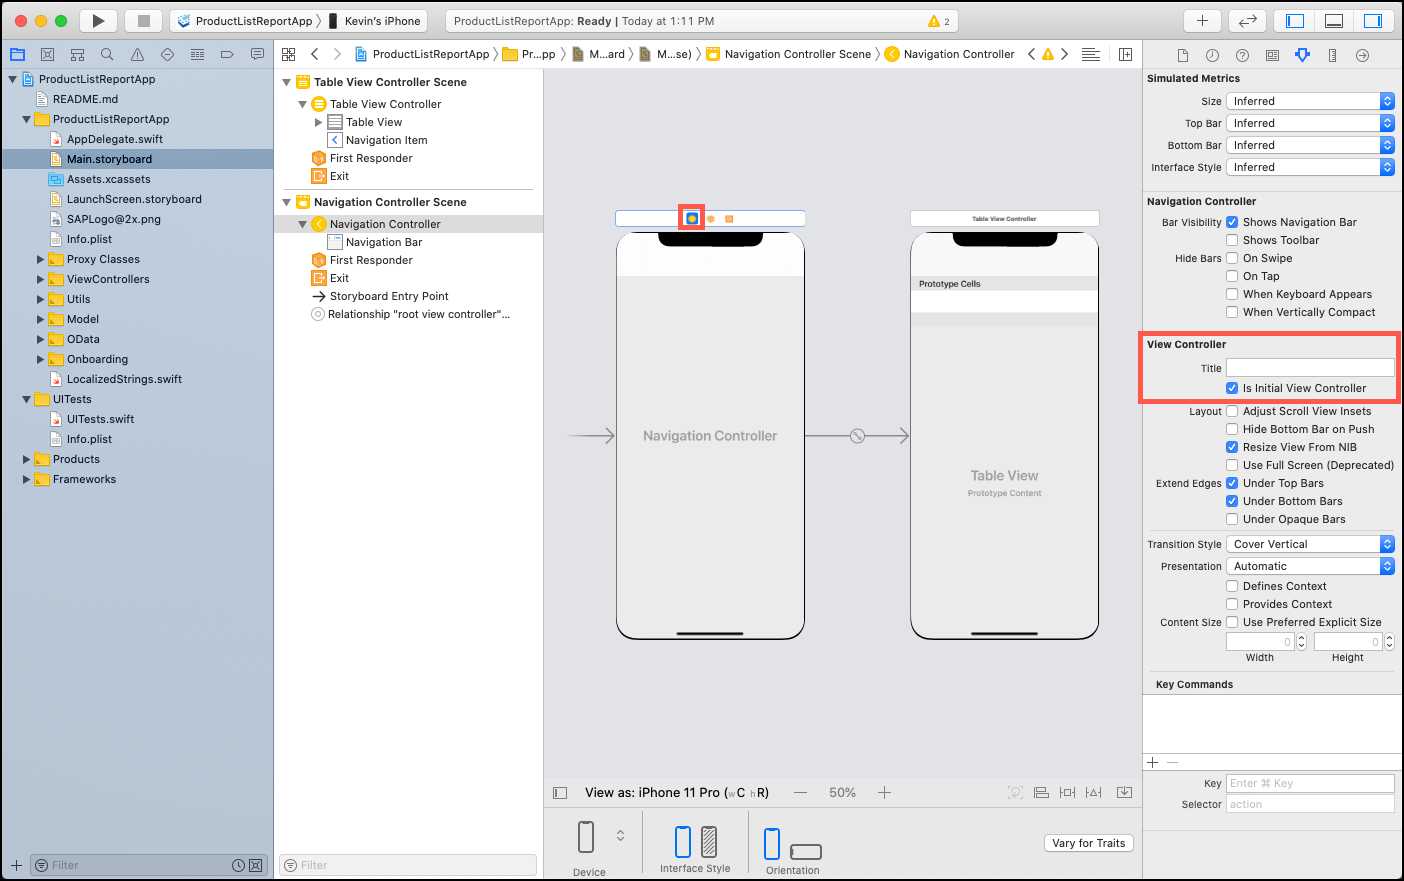 ProductListReportApp
Kevin's iPhone
ProductListReportApp: Ready | Today at 1:11 PM
2
ProductListReportApp
Pr...pp
M...ard
M...se)
Navigation Controller Scene
Navigation Controller
ProductListReportApp
README.md
ProductListReportApp
AppDelegate.swift
Main.storyboard
Assets.xcassets
LaunchScreen.storyboard
SAPLogo@2x.png
Info.plist
Proxy Classes
ViewControllers
Utils
Model
OData
Onboarding
LocalizedStrings.swift
UITests
UITests.swift
Info.plist
Products
Frameworks
Filter
Table View Controller Scene
Table View Controller
Table View
Navigation Item
First Responder
Exit
Navigation Controller Scene
Navigation Controller
Navigation Bar
First Responder
Exit
Storyboard Entry Point
Relationship "root view controller"...
Filter
Navigation Controller
Table View Controller
Prototype Cells
Table View
Prototype Content
View as: iPhone 11 Pro (wC hR)
50%
Device
Interface Style
Orientation
Vary for Traits
Simulated Metrics
Size Inferred
Top Bar Inferred
Bottom Bar Inferred
Interface Style Inferred
Navigation Controller
Bar Visibility Shows Navigation Bar
Shows Toolbar
Hide Bars On Swipe
On Tap
When Keyboard Appears
When Vertically Compact
View Controller
Title
Is Initial View Controller
Layout Adjust Scroll View Insets
Hide Bottom Bar on Push
Resize View From NIB
Use Full Screen (Deprecated)
Extend Edges Under Top Bars
Under Bottom Bars
Under Opaque Bars
Transition Style Cover Vertical
Presentation Automatic
Defines Context
Provides Context
Content Size Use Preferred Explicit Size
0 0
Width Height
Key Commands
Key Enter ⌘ Key
Selector action